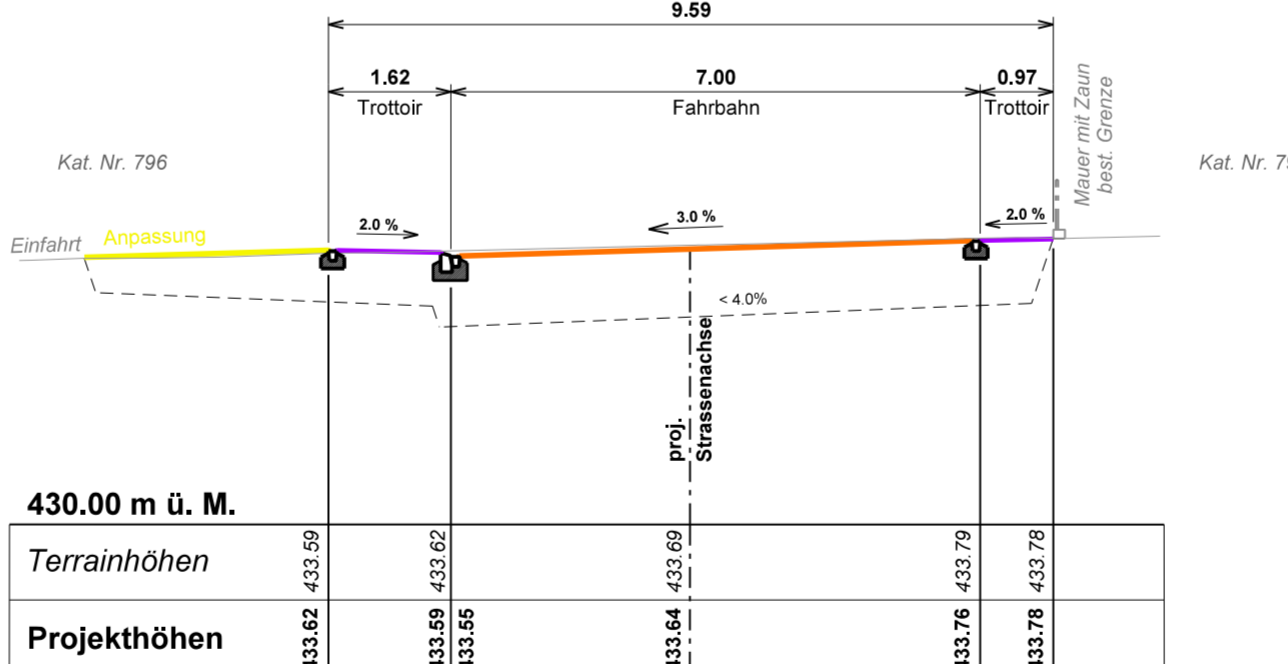 9.59
1.62 7.00 0.97
Trottoir Fahrbahn Trottoir
Mauer mit Zaun
best. Grenze
Kat. Nr. 796
Kat. Nr.
Einfahrt Anpassung
2.0 % 3.0 % 2.0 %
< 4.0%
proj.
Strassenachse
430.00 m ü. M.
Terrainhöhen 433.59 433.62 433.69 433.79 433.78
Projekthöhen 433.62 433.59 433.55 433.64 433.76 433.78